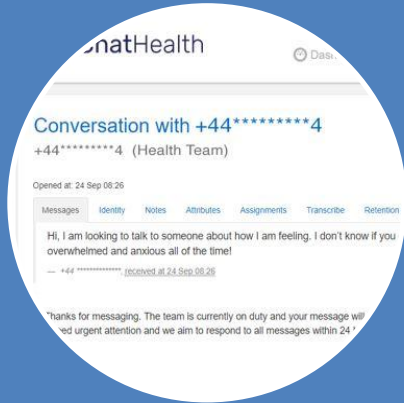 Health
Conversation with +44*********4
+44*********4 (Health Team)
Opened at: 24 Sep 08:26
Messages Identity Notes Attributes Assignments Transcribe Retention
Hi, I am looking to talk to someone about how I am feeling. I don't know if you
overwhelmed and anxious all of the time!
— +44 *************, received at 24 Sep 08:26
Thanks for messaging. The team is currently on duty and your message
urgent attention and we aim to respond to all messages within 24